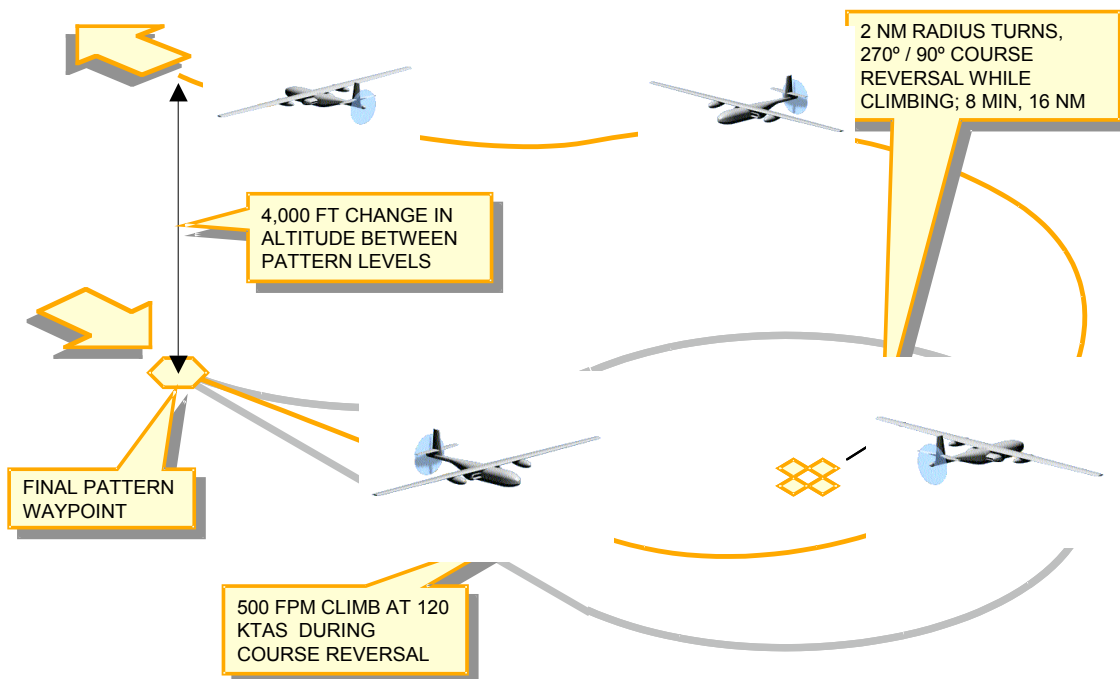 2 NM RADIUS TURNS,
270º / 90º COURSE
REVERSAL WHILE
CLIMBING; 8 MIN, 16 NM
4,000 FT CHANGE IN
ALTITUDE BETWEEN
PATTERN LEVELS
FINAL PATTERN
WAYPOINT
500 FPM CLIMB AT 120
KTAS DURING
COURSE REVERSAL